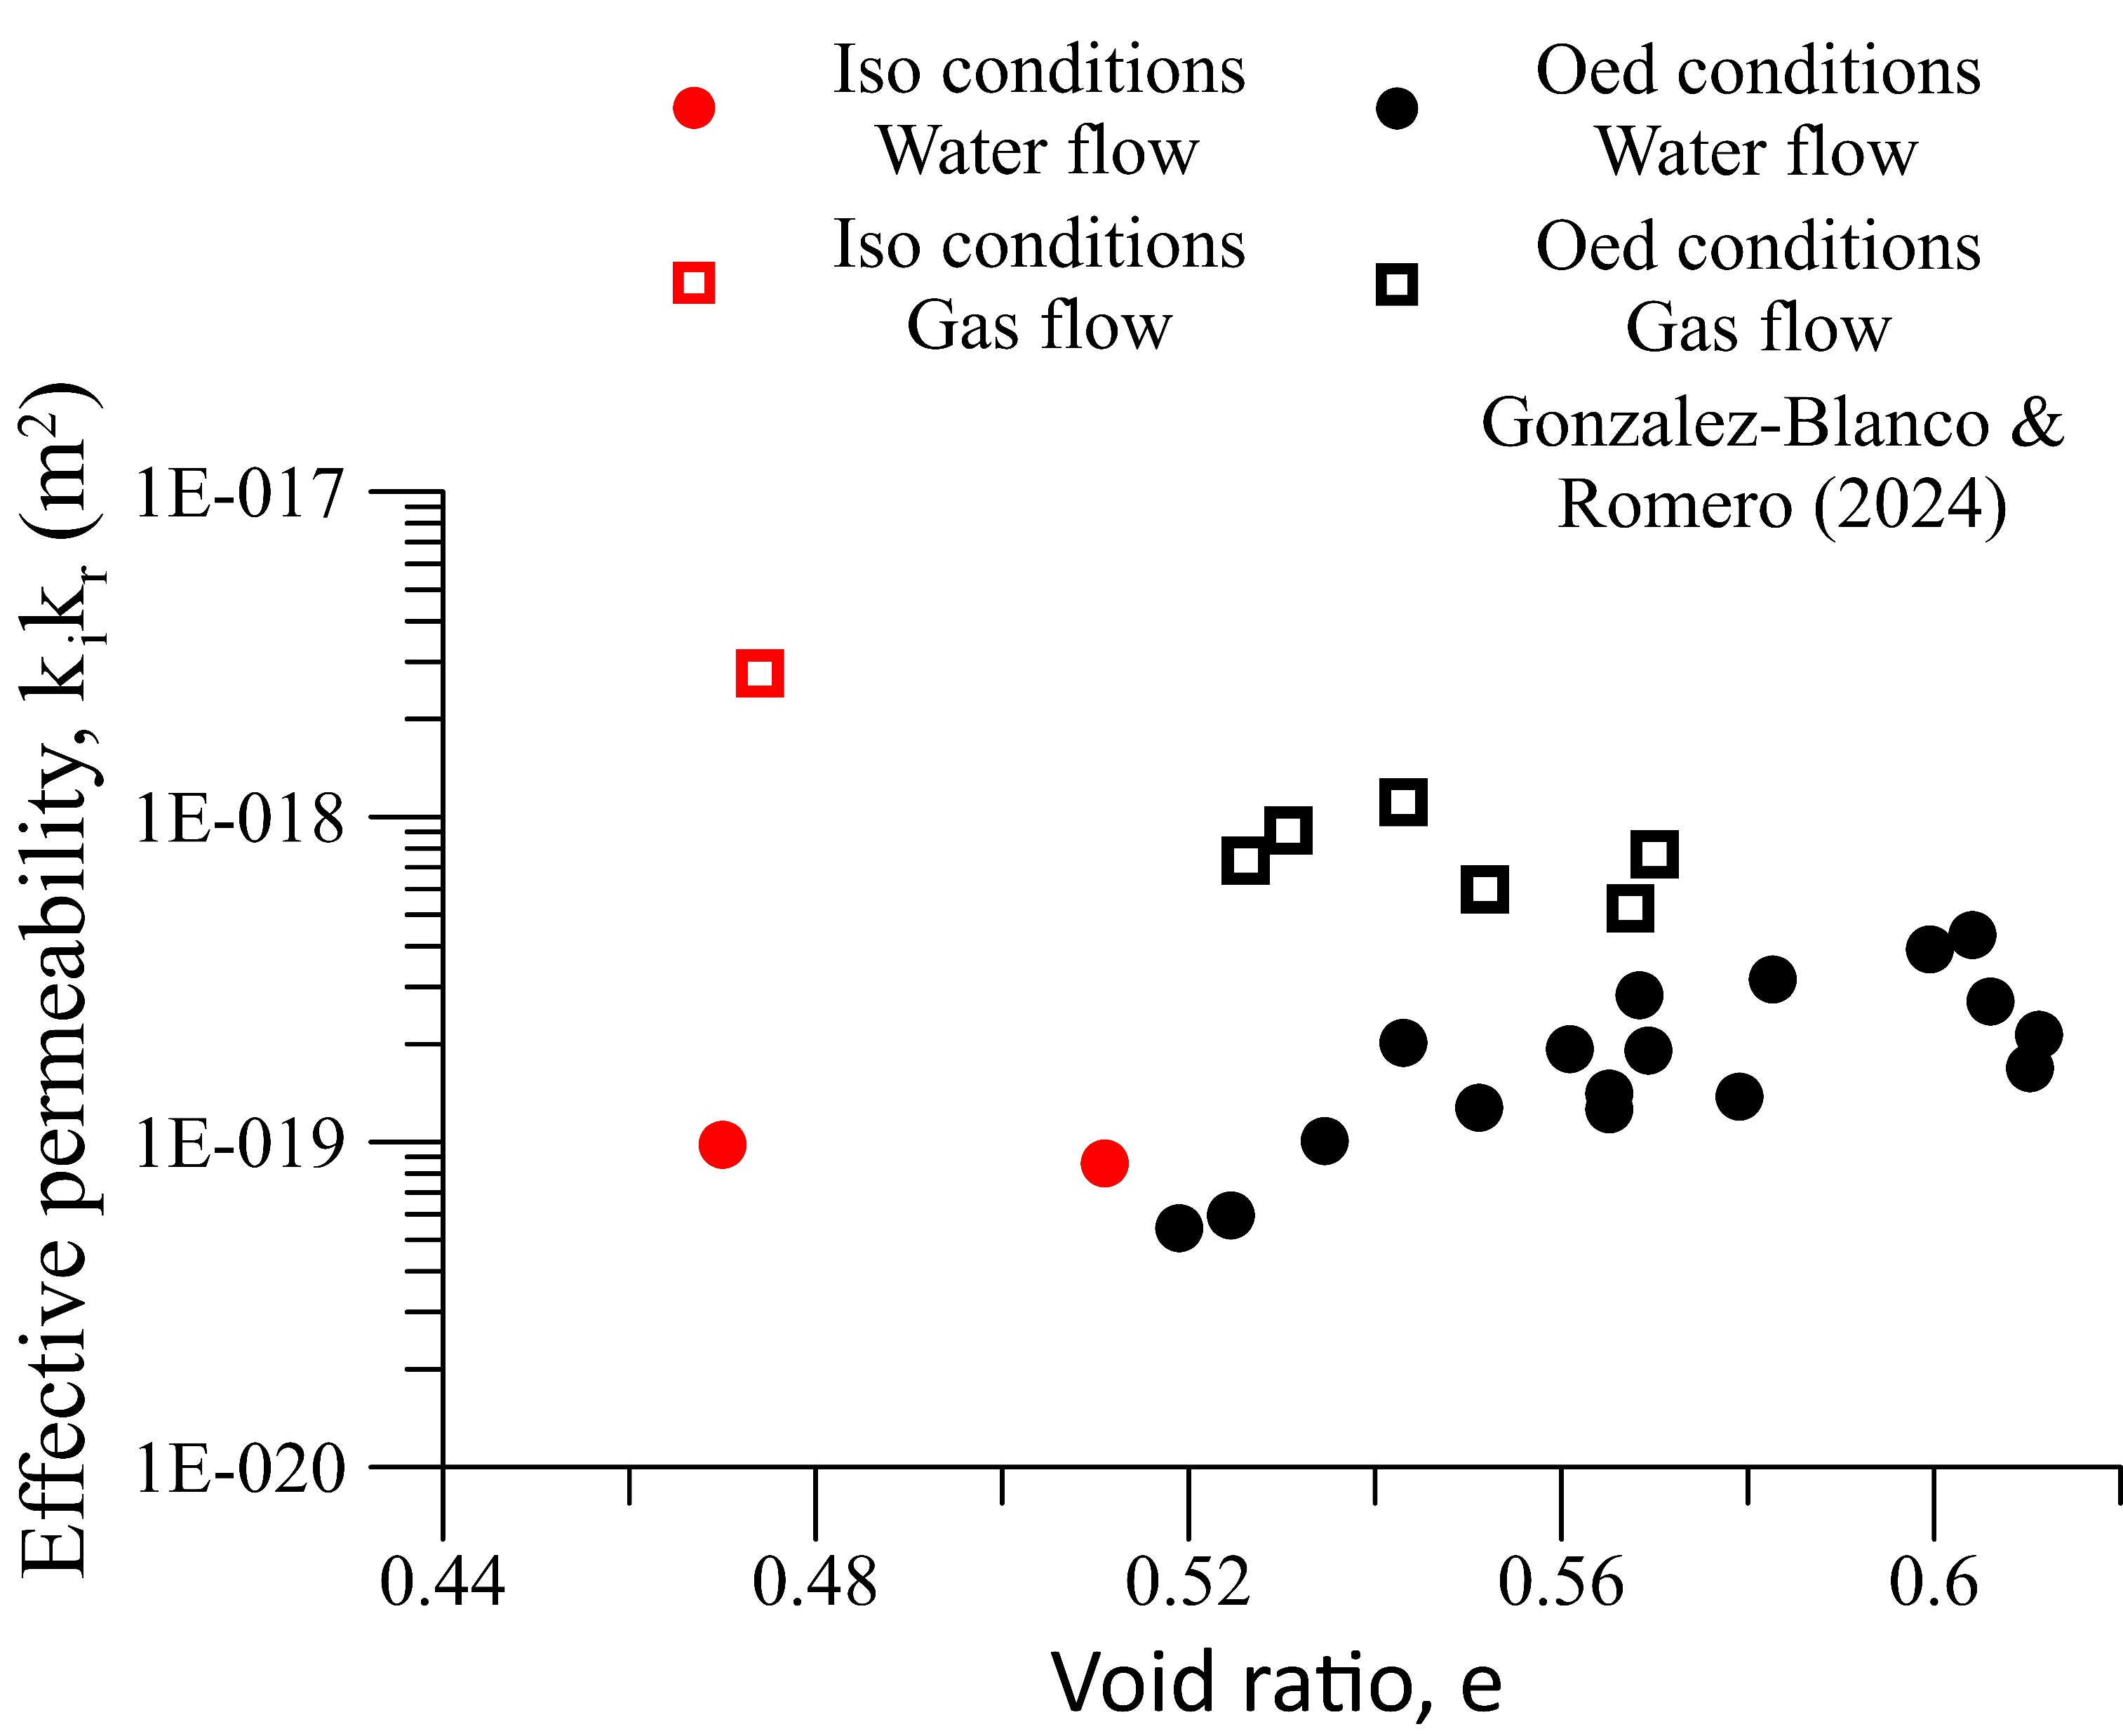 Iso conditions
Water flow
Oed conditions
Water flow
Iso conditions
Gas flow
Oed conditions
Gas flow
Gonzalez-Blanco &
Romero (2024)
Effective permeability, kᵢkᵣ (m²)
1E-017
1E-018
1E-019
1E-020
0.44
0.48
0.52
0.56
0.6
Void ratio, e